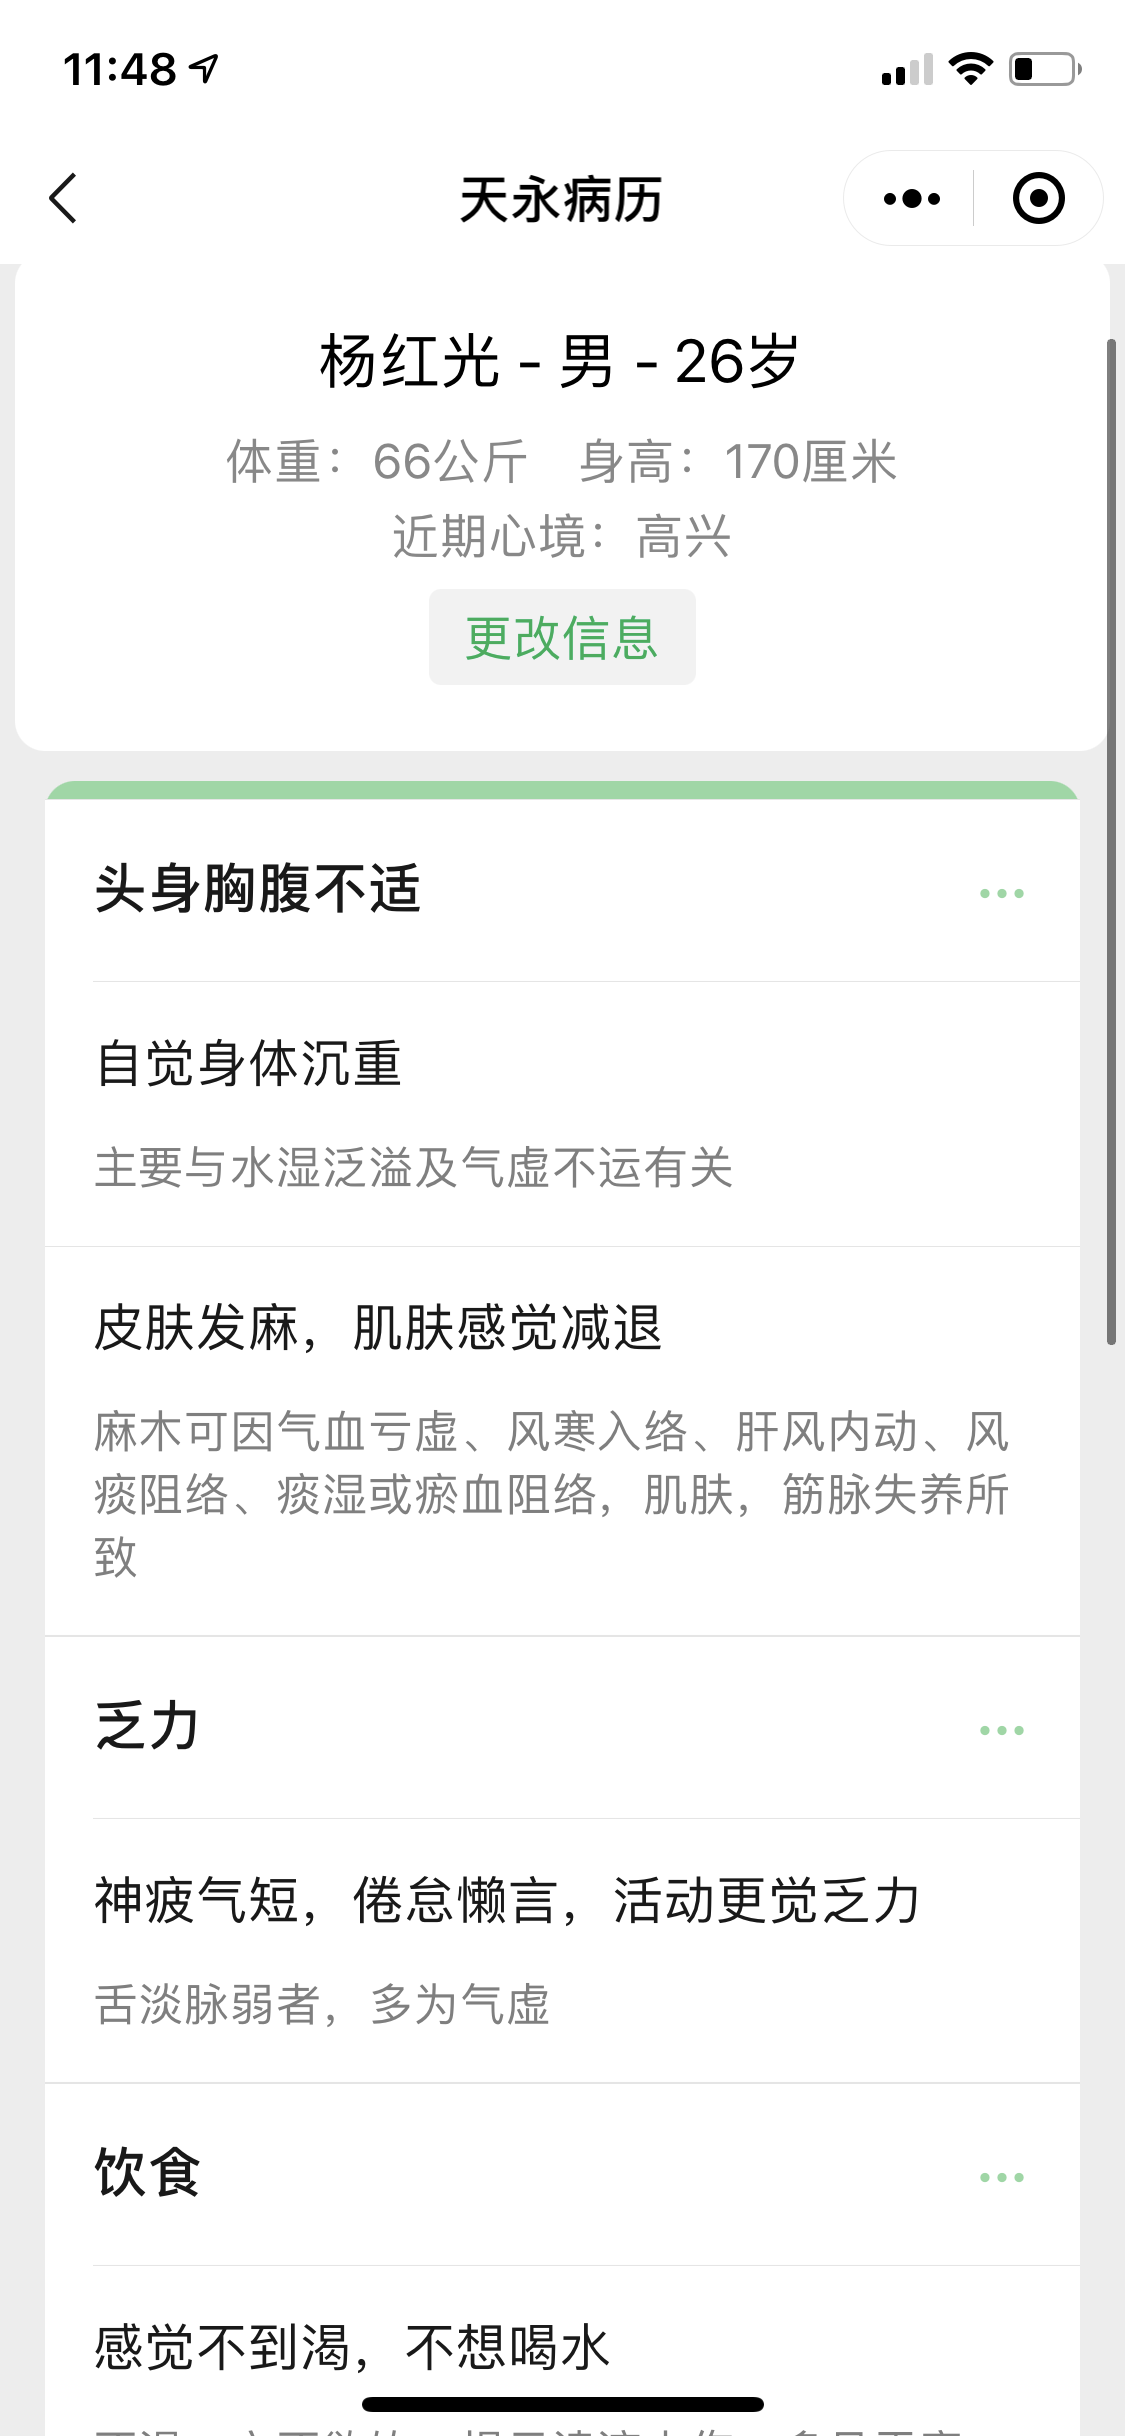 11:48
天永病历
杨红光 - 男 - 26岁
体重：66公斤 身高：170厘米
近期心境：高兴
更改信息
头身胸腹不适
自觉身体沉重
主要与水湿泛溢及气虚不运有关
皮肤发麻，肌肤感觉减退
麻木可因气血亏虚、风寒入络、肝风内动、风
痰阻络、痰湿或瘀血阻络，肌肤，筋脉失养所
致
乏力
神疲气短，倦怠懒言，活动更觉乏力
舌淡脉弱者，多为气虚
饮食
感觉不到渴，不想喝水